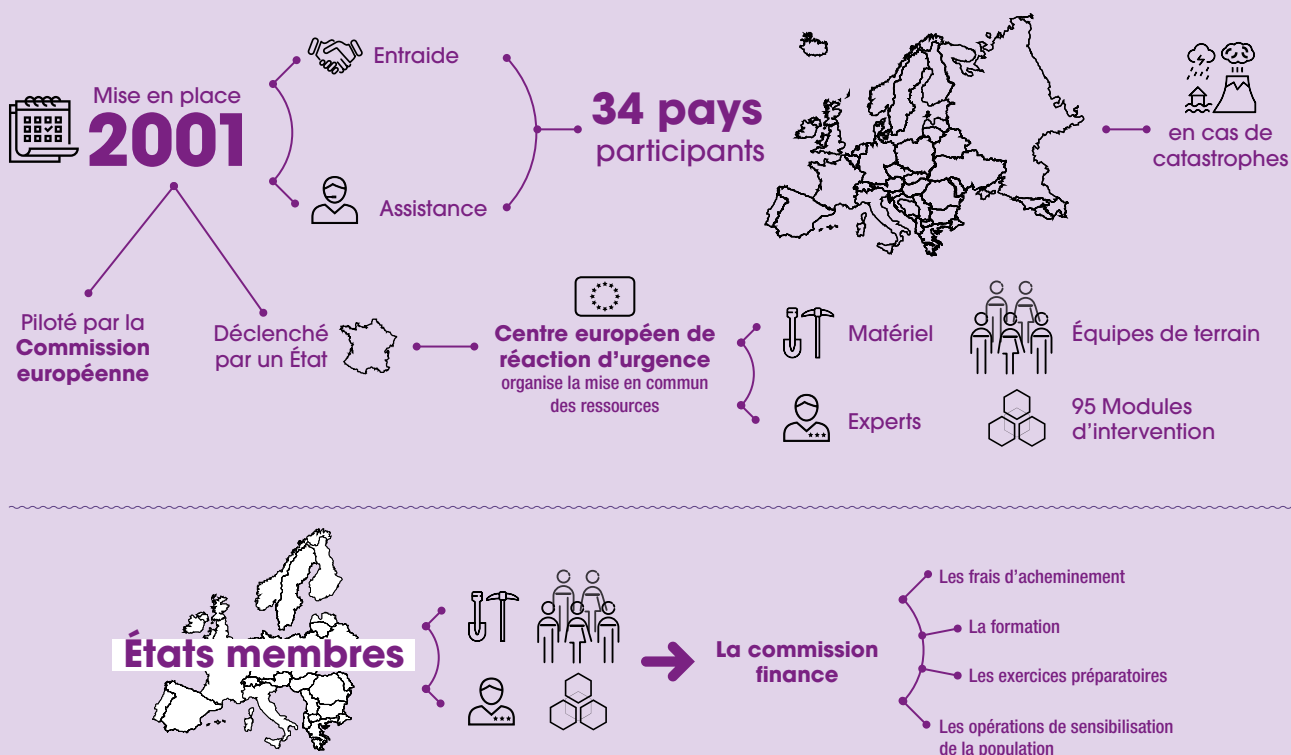 Mise en place
2001
Entraide
Assistance
34 pays
participants
en cas de
catastrophes
Piloté par la
Commission
européenne
Déclenché
par un État
Centre européen de
réaction d'urgence
organise la mise en commun
des ressources
Matériel
Équipes de terrain
Experts
95 Modules
d'intervention
États membres
La commission
finance
Les frais d'acheminement
La formation
Les exercices préparatoires
Les opérations de sensibilisation
de la population